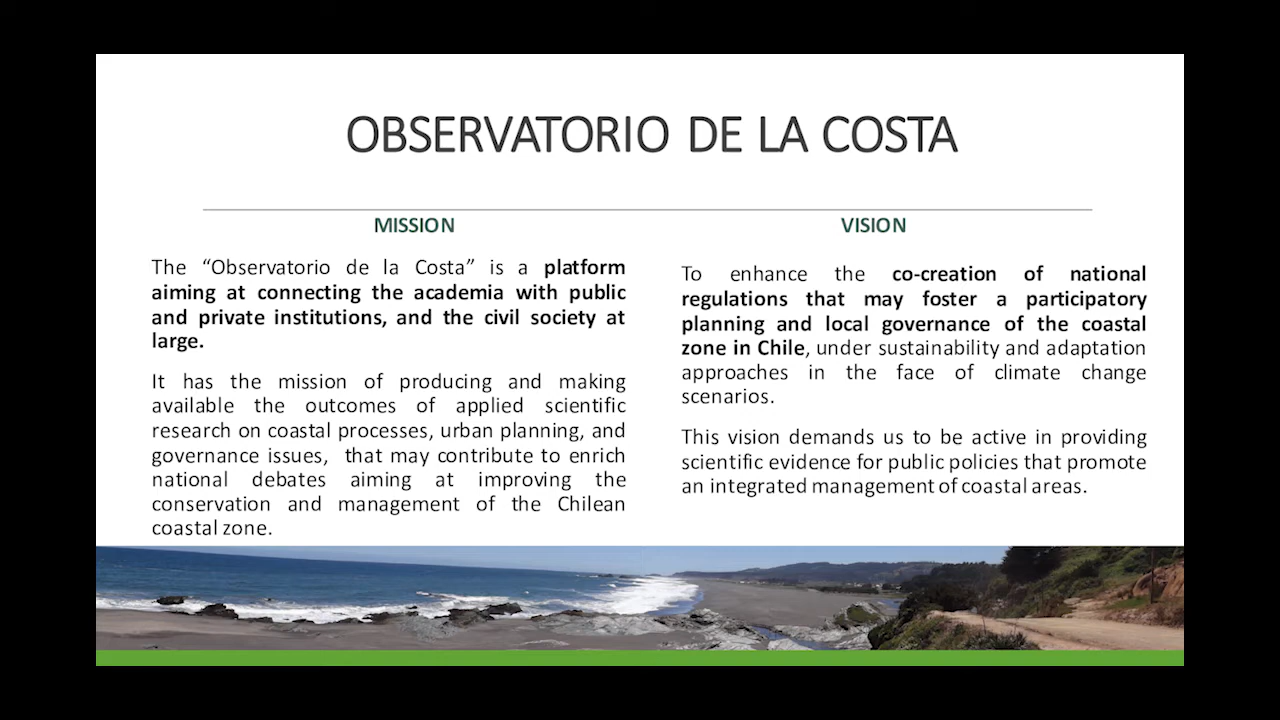 OBSERVATORIO DE LA COSTA
MISSION
The “Observatorio de la Costa” is a platform
aiming at connecting the academia with public
and private institutions, and the civil society at
large.
It has the mission of producing and making
available the outcomes of applied scientific
research on coastal processes, urban planning, and
governance issues, that may contribute to enrich
national debates aiming at improving the
conservation and management of the Chilean
coastal zone.
VISION
To enhance the co-creation of national
regulations that may foster a participatory
planning and local governance of the coastal
zone in Chile, under sustainability and adaptation
approaches in the face of climate change
scenarios.
This vision demands us to be active in providing
scientific evidence for public policies that promote
an integrated management of coastal areas.